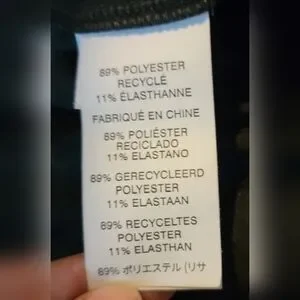 89% POLYESTER
RECYCLÉ
11% ÉLASTHANNE
FABRIQUÉ EN CHINE
89% POLIÉSTER
RECICLADO
11% ELASTANO
89% GERECYCLEERD
POLYESTER
11% ELASTAAN
89% RECYCELTES
POLYESTER
11% ELASTHAN
89% ポリエステル (リサ